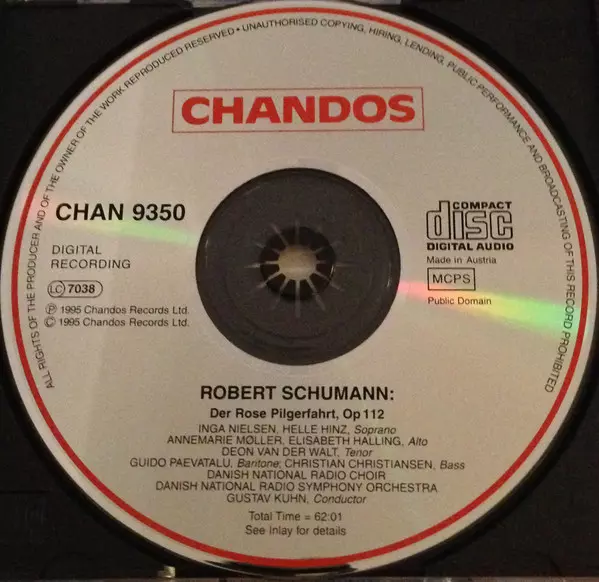 ALL RIGHTS OF THE PRODUCER AND OF THE OWNER OF THE WORK REPRODUCED RESERVED • UNAUTHORISED COPYING, HIRING, LENDING, PUBLIC PERFORMANCE AND BROADCASTING OF THIS RECORD PROHIBITED
CHANDOS
CHAN 9350
DIGITAL
RECORDING
LC 7038
℗ 1995 Chandos Records Ltd.
© 1995 Chandos Records Ltd.
COMPACT
disc
DIGITAL AUDIO
Made in Austria
MCPS
Public Domain
ROBERT SCHUMANN:
Der Rose Pilgerfahrt, Op 112
INGA NIELSEN, HELLE HINZ, Soprano
ANNEMARIE MØLLER, ELISABETH HALLING, Alto
DEON VAN DER WALT, Tenor
GUIDO PAEVATALU, Baritone; CHRISTIAN CHRISTIANSEN, Bass
DANISH NATIONAL RADIO CHOIR
DANISH NATIONAL RADIO SYMPHONY ORCHESTRA
GUSTAV KUHN, Conductor
Total Time = 62:01
See Inlay for details